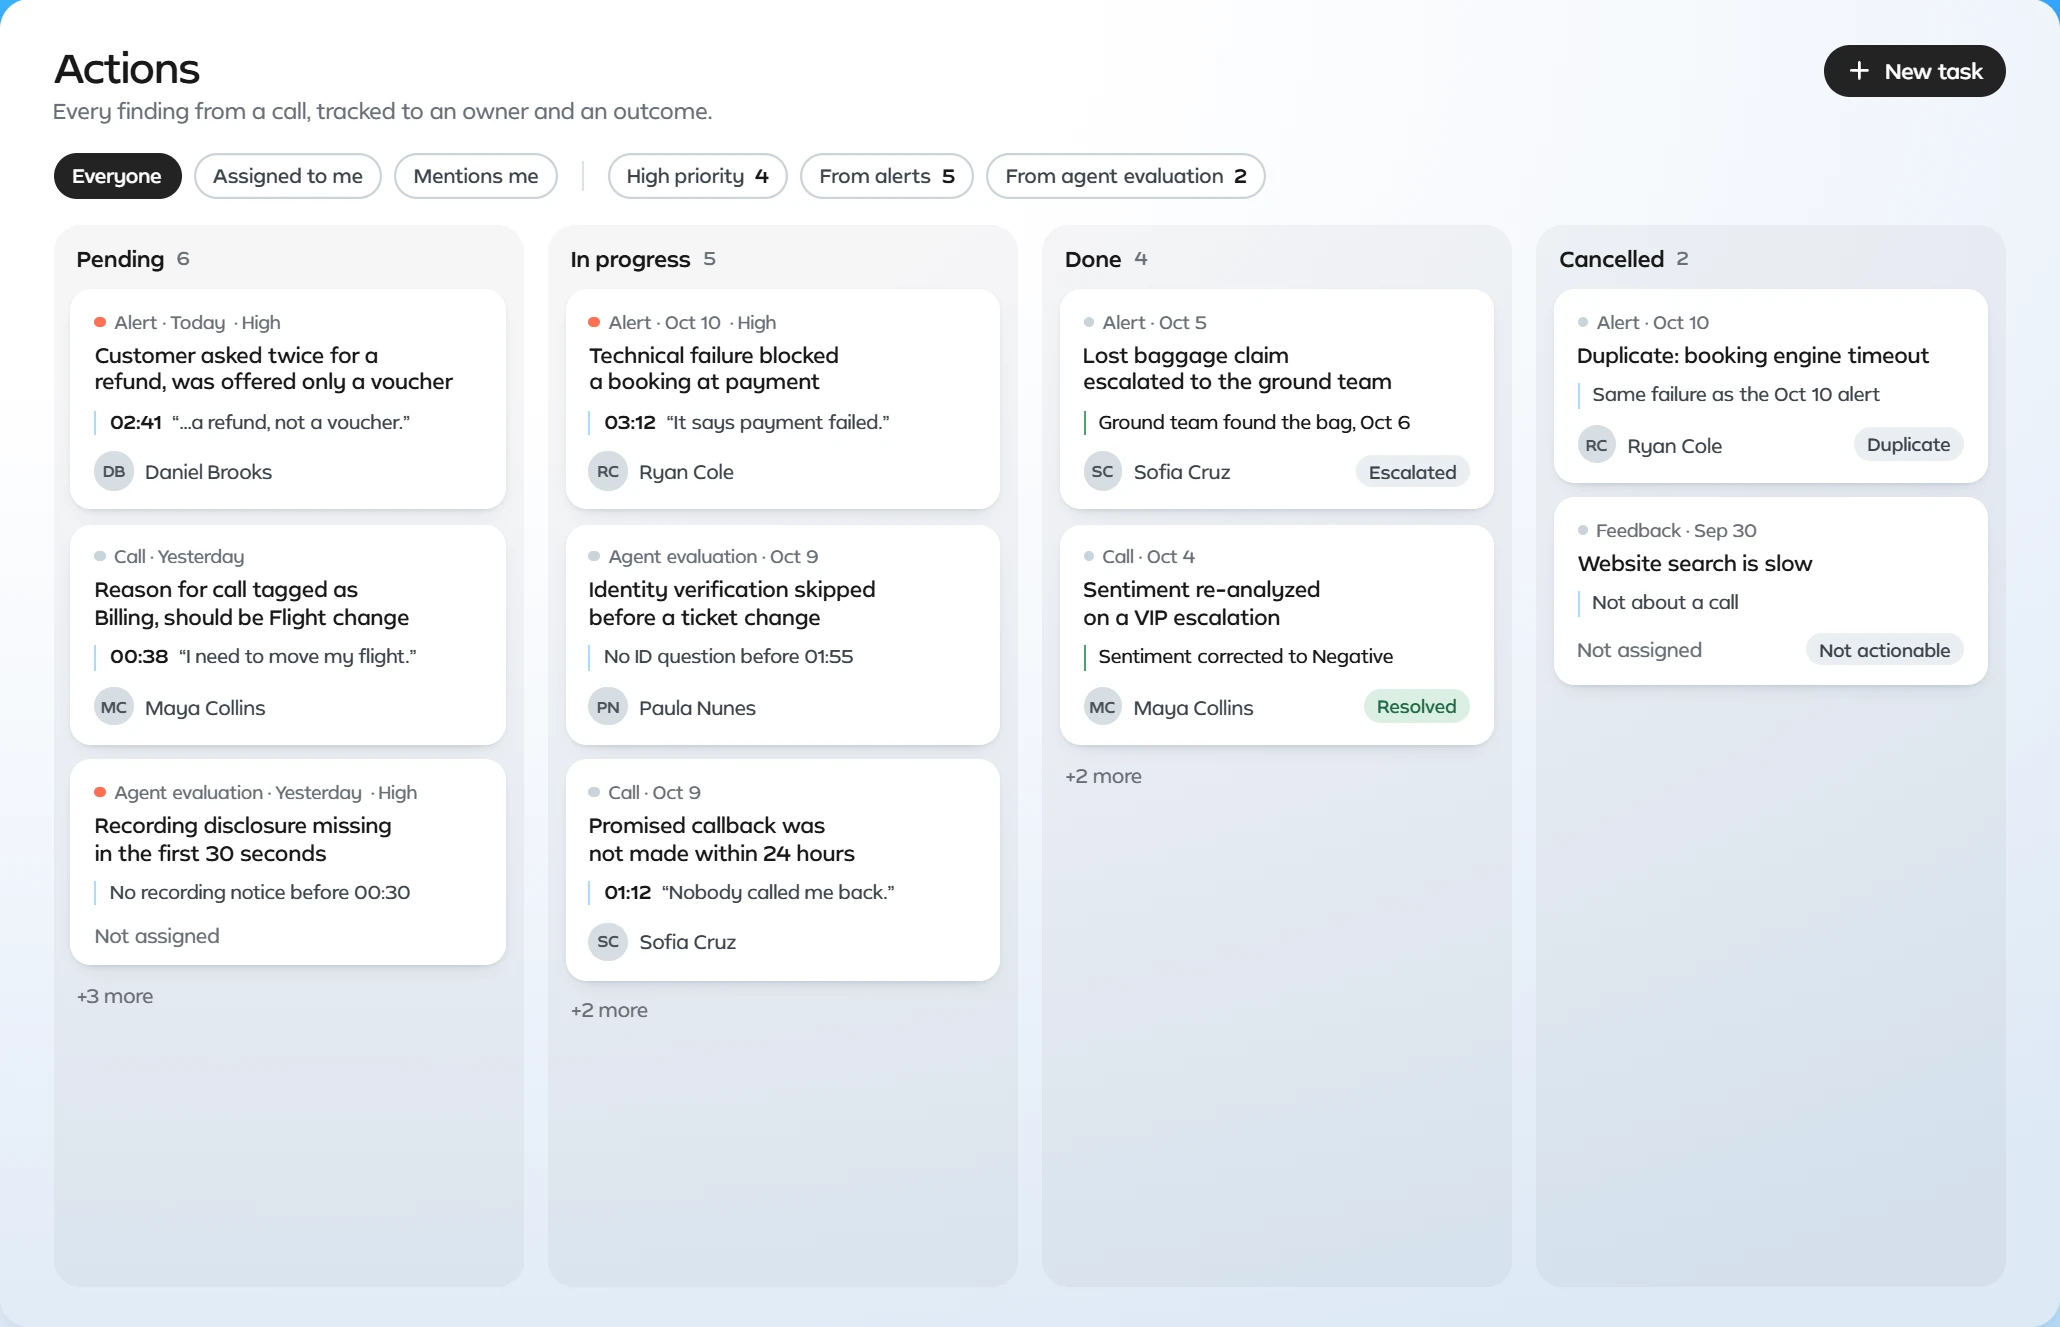 Actions
Every finding from a call, tracked to an owner and an outcome.
+ New task
Everyone
Assigned to me
Mentions me
High priority 4
From alerts 5
From agent evaluation 2
Pending 6
Alert · Today · High
Customer asked twice for a
refund, was offered only a voucher
02:41 “...a refund, not a voucher.”
DB Daniel Brooks
Call · Yesterday
Reason for call tagged as
Billing, should be Flight change
00:38 “I need to move my flight.”
MC Maya Collins
Agent evaluation · Yesterday · High
Recording disclosure missing
in the first 30 seconds
No recording notice before 00:30
Not assigned
+3 more
In progress 5
Alert · Oct 10 · High
Technical failure blocked
a booking at payment
03:12 “It says payment failed.”
RC Ryan Cole
Agent evaluation · Oct 9
Identity verification skipped
before a ticket change
No ID question before 01:55
PN Paula Nunes
Call · Oct 9
Promised callback was
not made within 24 hours
01:12 “Nobody called me back.”
SC Sofia Cruz
+2 more
Done 4
Alert · Oct 5
Lost baggage claim
escalated to the ground team
Ground team found the bag, Oct 6
SC Sofia Cruz Escalated
Call · Oct 4
Sentiment re-analyzed
on a VIP escalation
Sentiment corrected to Negative
MC Maya Collins Resolved
+2 more
Cancelled 2
Alert · Oct 10
Duplicate: booking engine timeout
Same failure as the Oct 10 alert
RC Ryan Cole Duplicate
Feedback · Sep 30
Website search is slow
Not about a call
Not assigned Not actionable